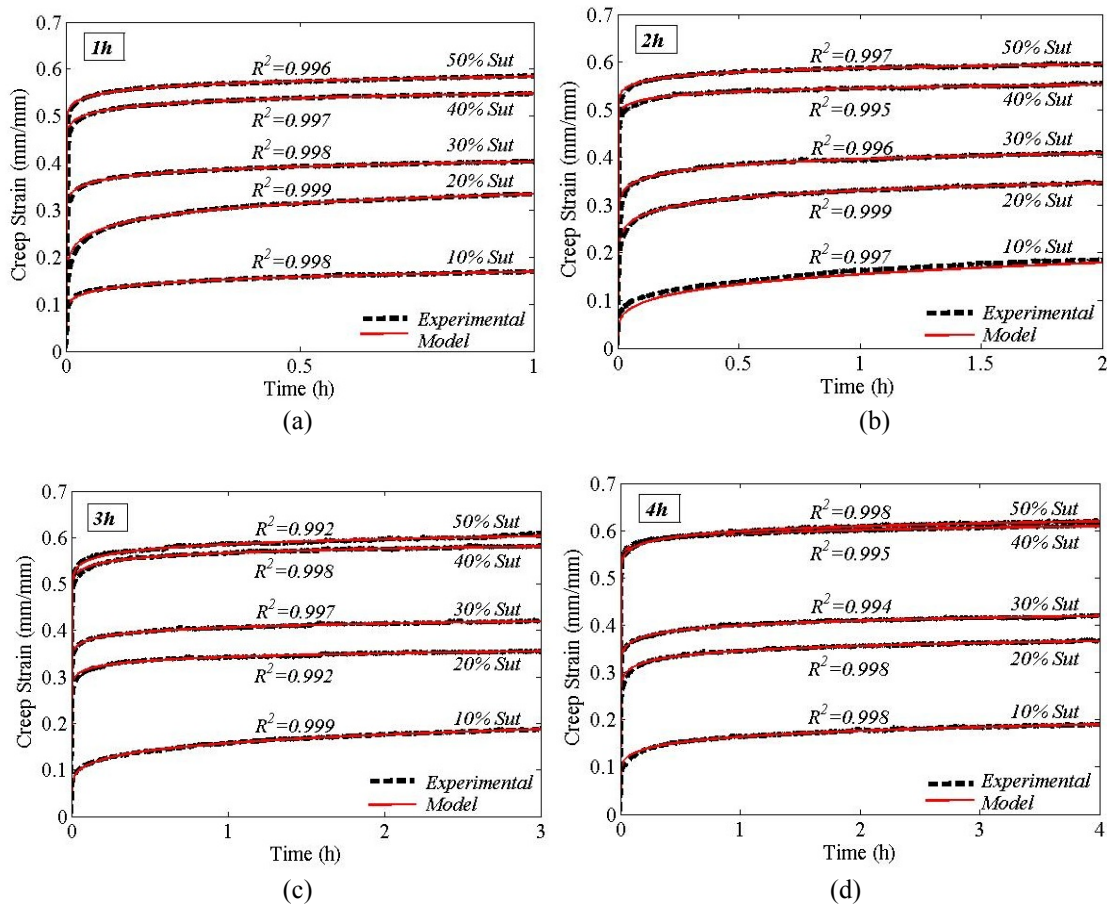 1h
Creep Strain (mm/mm)
0.7
0.6
0.5
0.4
0.3
0.2
0.1
0
R²=0.996
50% Sut
R²=0.997
40% Sut
R²=0.998
30% Sut
R²=0.999
20% Sut
R²=0.998
10% Sut
Experimental
Model
0 0.5 1
Time (h)
(a)
2h
Creep Strain (mm/mm)
0.7
0.6
0.5
0.4
0.3
0.2
0.1
0
R²=0.997
50% Sut
R²=0.995
40% Sut
R²=0.996
30% Sut
R²=0.999
20% Sut
R²=0.997
10% Sut
Experimental
Model
0 0.5 1 1.5 2
Time (h)
(b)
3h
Creep Strain (mm/mm)
0.7
0.6
0.5
0.4
0.3
0.2
0.1
0
R²=0.992
50% Sut
R²=0.998
40% Sut
R²=0.997
30% Sut
R²=0.992
20% Sut
R²=0.999
10% Sut
Experimental
Model
0 1 2 3
Time (h)
(c)
4h
Creep Strain (mm/mm)
0.7
0.6
0.5
0.4
0.3
0.2
0.1
0
R²=0.998
50% Sut
R²=0.995
40% Sut
R²=0.994
30% Sut
R²=0.998
20% Sut
R²=0.998
10% Sut
Experimental
Model
0 1 2 3 4
Time (h)
(d)